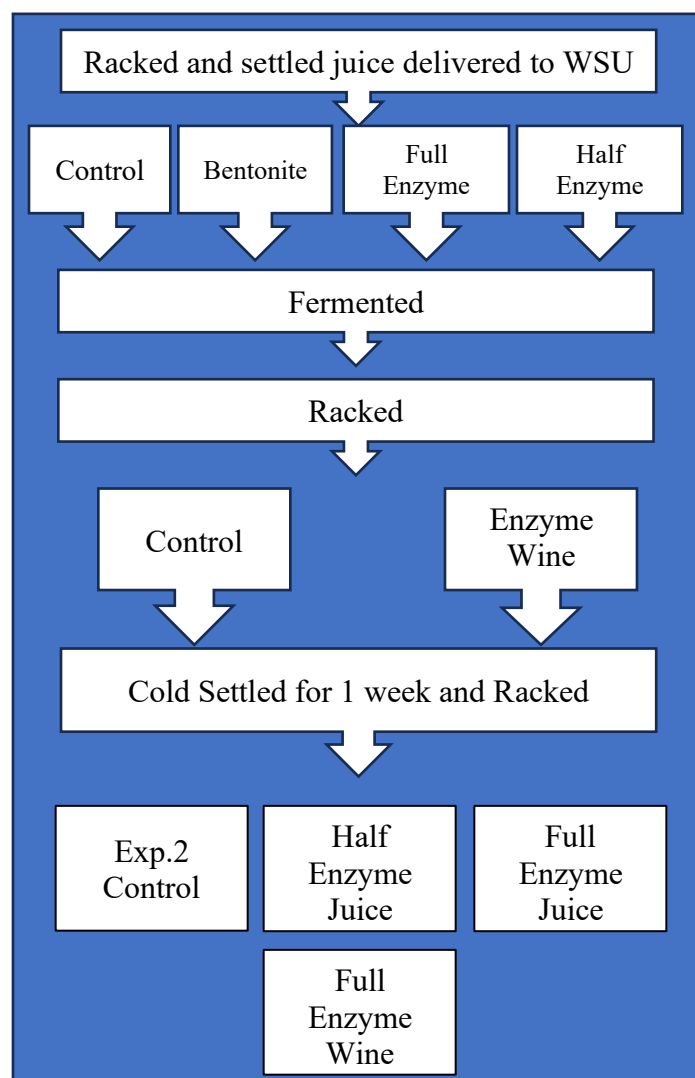 Racked and settled juice delivered to WSU
Control
Bentonite
Full
Enzyme
Half
Enzyme
Fermented
Racked
Control
Enzyme
Wine
Cold Settled for 1 week and Racked
Exp.2
Control
Half
Enzyme
Juice
Full
Enzyme
Juice
Full
Enzyme
Wine